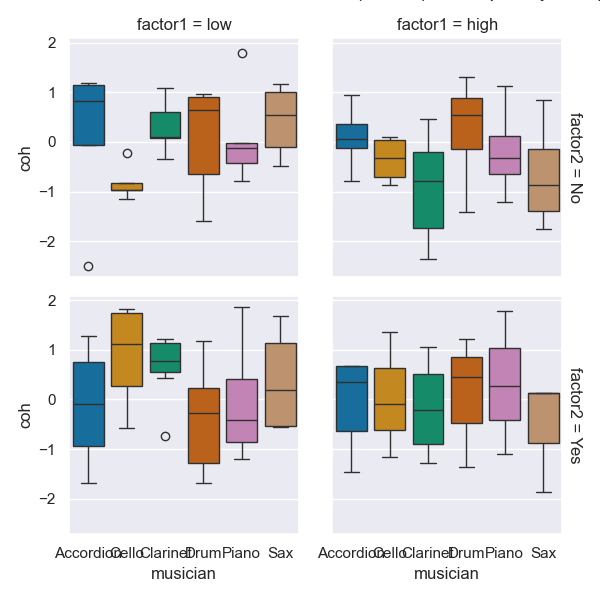 factor1 = low
factor1 = high
2
1
0
−1
−2
coh
factor2 = No
2
1
0
−1
−2
coh
factor2 = Yes
Accordion Cello Clarinet Drum Piano Sax
Accordion Cello Clarinet Drum Piano Sax
musician
musician